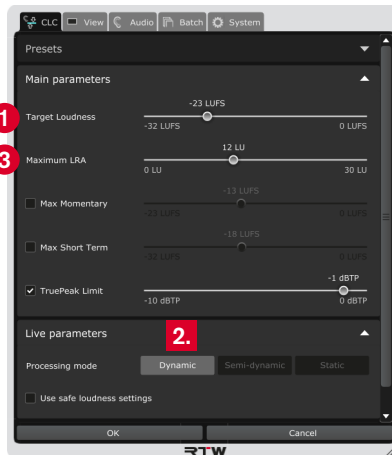 CLC View Audio Batch System
Presets
Main parameters
-23 LUFS
1 Target Loudness
-32 LUFS 0 LUFS
12 LU
3 Maximum LRA
0 LU 30 LU
-13 LUFS
Max Momentary
-23 LUFS 0 LUFS
-18 LUFS
Max Short Term
-32 LUFS 0 LUFS
-1 dBTP
TruePeak Limit
-10 dBTP 0 dBTP
Live parameters 2.
Processing mode Dynamic Semi-dynamic Static
Use safe loudness settings
OK Cancel
RTW